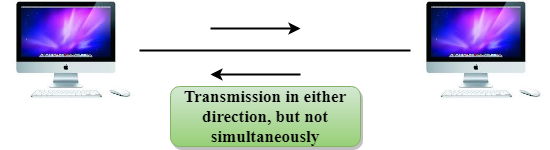 Transmission in either
direction, but not
simultaneously